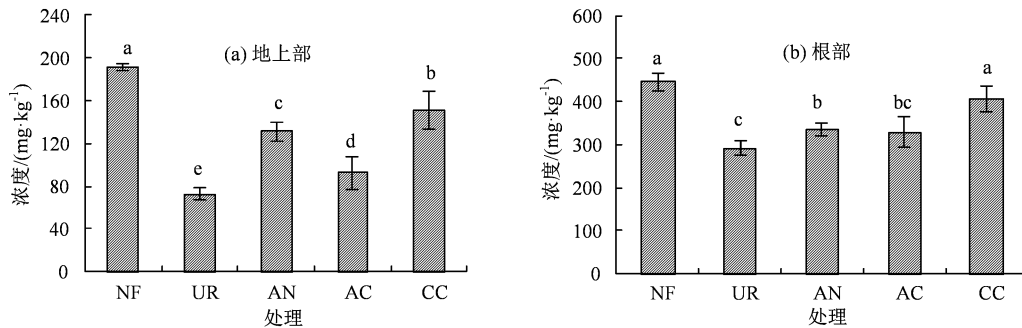 (a) 地上部
浓度/(mg·kg⁻¹)
240
200
160
120
80
40
0
a
e
c
d
b
NF UR AN AC CC
处理
(b) 根部
浓度/(mg·kg⁻¹)
600
500
400
300
200
100
0
a
c
b
bc
a
NF UR AN AC CC
处理